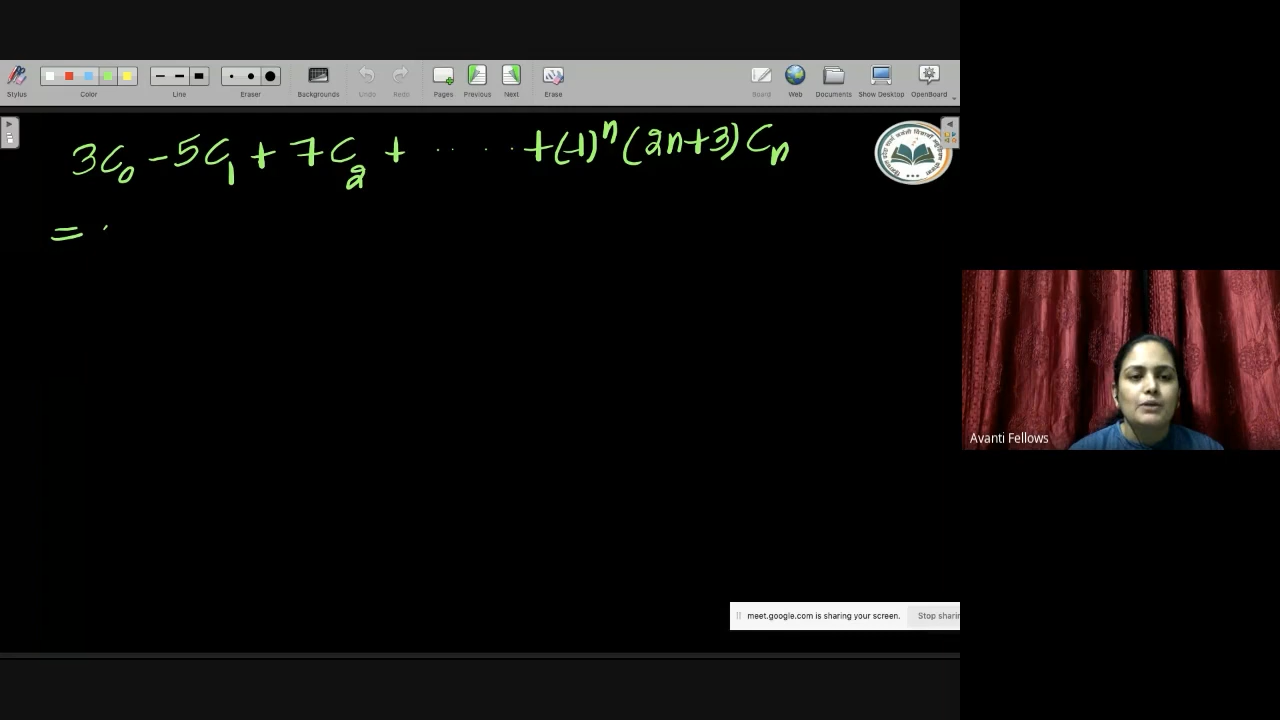 Stylus
Color
Line
Eraser
Backgrounds
Undo
Redo
Pages
Previous
Next
Erase
Board
Web
Documents
Show Desktop
OpenBoard
3C₀ - 5C₁ + 7C₂ + ...... + (-1)ⁿ (2n+3) Cₙ
=
Avanti Fellows
meet.google.com is sharing your screen.
Stop sharin